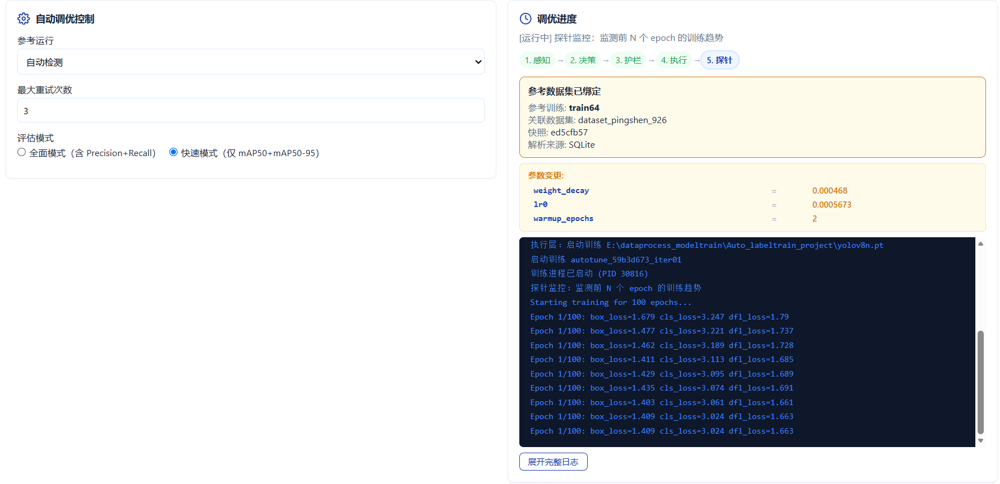 自动调优控制
参考运行
自动检测
最大重试次数
3
评估模式
全面模式（含 Precision+Recall） 快速模式（仅 mAP50+mAP50-95）
调优进度
[运行中] 探针监控：监测前 N 个 epoch 的训练趋势
1. 感知 → 2. 决策 → 3. 护栏 → 4. 执行 → 5. 探针
参考数据集已绑定
参考训练: train64
关联数据集: dataset_pingshen_926
快照: ed5cfb57
解析来源: SQLite
参数变更:
weight_decay = 0.000468
lr0 = 0.0005673
warmup_epochs = 2
执行层：启动训练 E:\dataprocess_modeltrain\Auto_labeltrain_project\yolov8n.pt
启动训练 autotune_59b3d673_iter01
训练进程已启动 (PID 30816)
探针监控：监测前 N 个 epoch 的训练趋势
Starting training for 100 epochs...
Epoch 1/100: box_loss=1.679 cls_loss=3.247 dfl_loss=1.79
Epoch 1/100: box_loss=1.477 cls_loss=3.221 dfl_loss=1.737
Epoch 1/100: box_loss=1.462 cls_loss=3.189 dfl_loss=1.728
Epoch 1/100: box_loss=1.411 cls_loss=3.113 dfl_loss=1.685
Epoch 1/100: box_loss=1.429 cls_loss=3.095 dfl_loss=1.689
Epoch 1/100: box_loss=1.435 cls_loss=3.074 dfl_loss=1.691
Epoch 1/100: box_loss=1.403 cls_loss=3.061 dfl_loss=1.661
Epoch 1/100: box_loss=1.409 cls_loss=3.024 dfl_loss=1.663
Epoch 1/100: box_loss=1.409 cls_loss=3.024 dfl_loss=1.663
展开完整日志